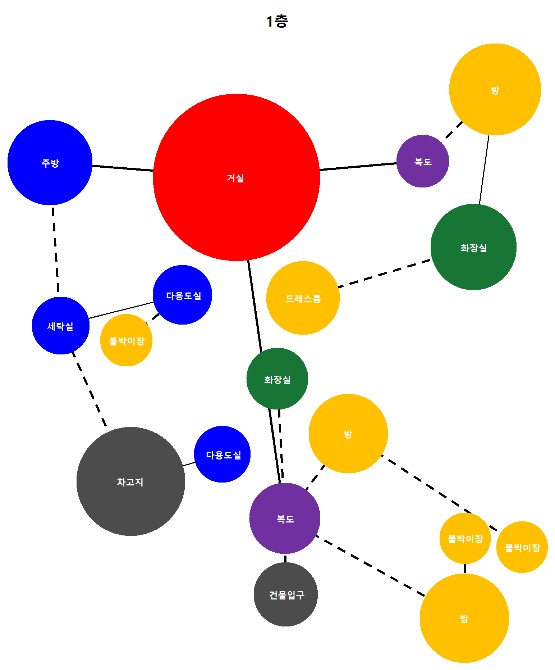 1층
방
주방
복도
거실
화장실
다용도실
드레스룸
세탁실
붙박이장
화장실
방
다용도실
차고지
복도
붙박이장
붙박이장
건물입구
방